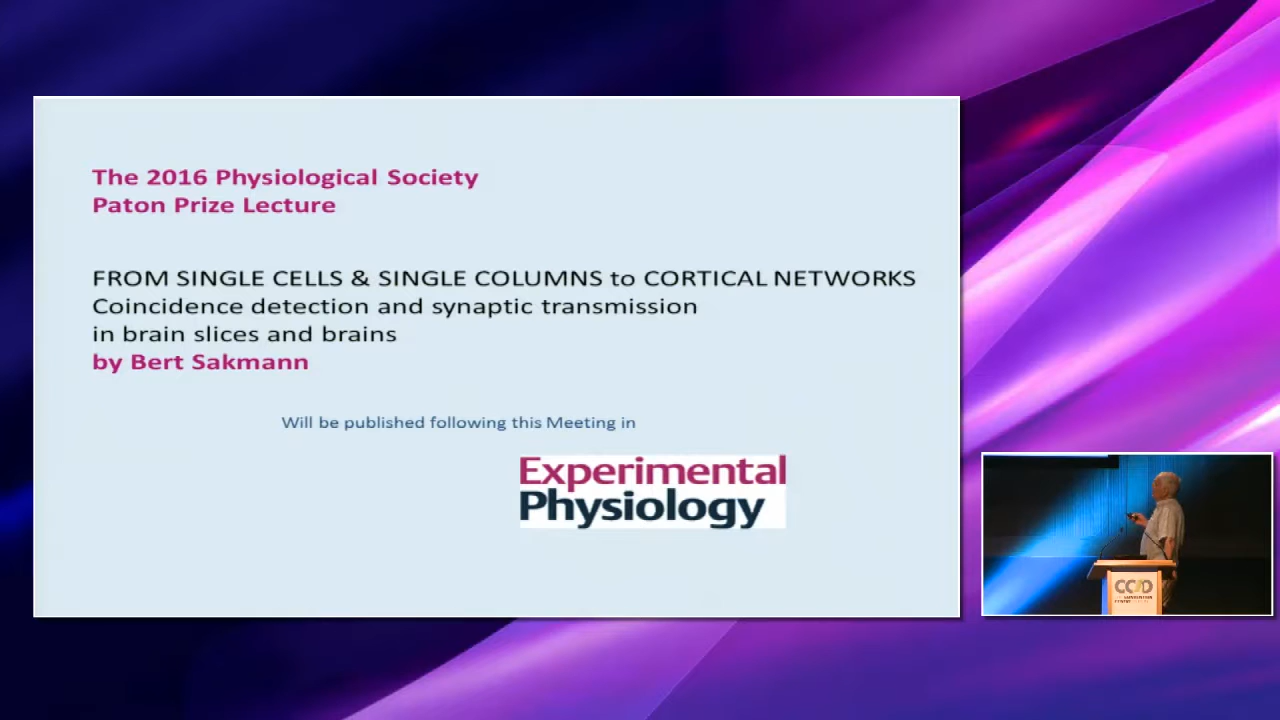 The 2016 Physiological Society
Paton Prize Lecture
FROM SINGLE CELLS & SINGLE COLUMNS to CORTICAL NETWORKS
Coincidence detection and synaptic transmission
in brain slices and brains
by Bert Sakmann
Will be published following this Meeting in
Experimental
Physiology